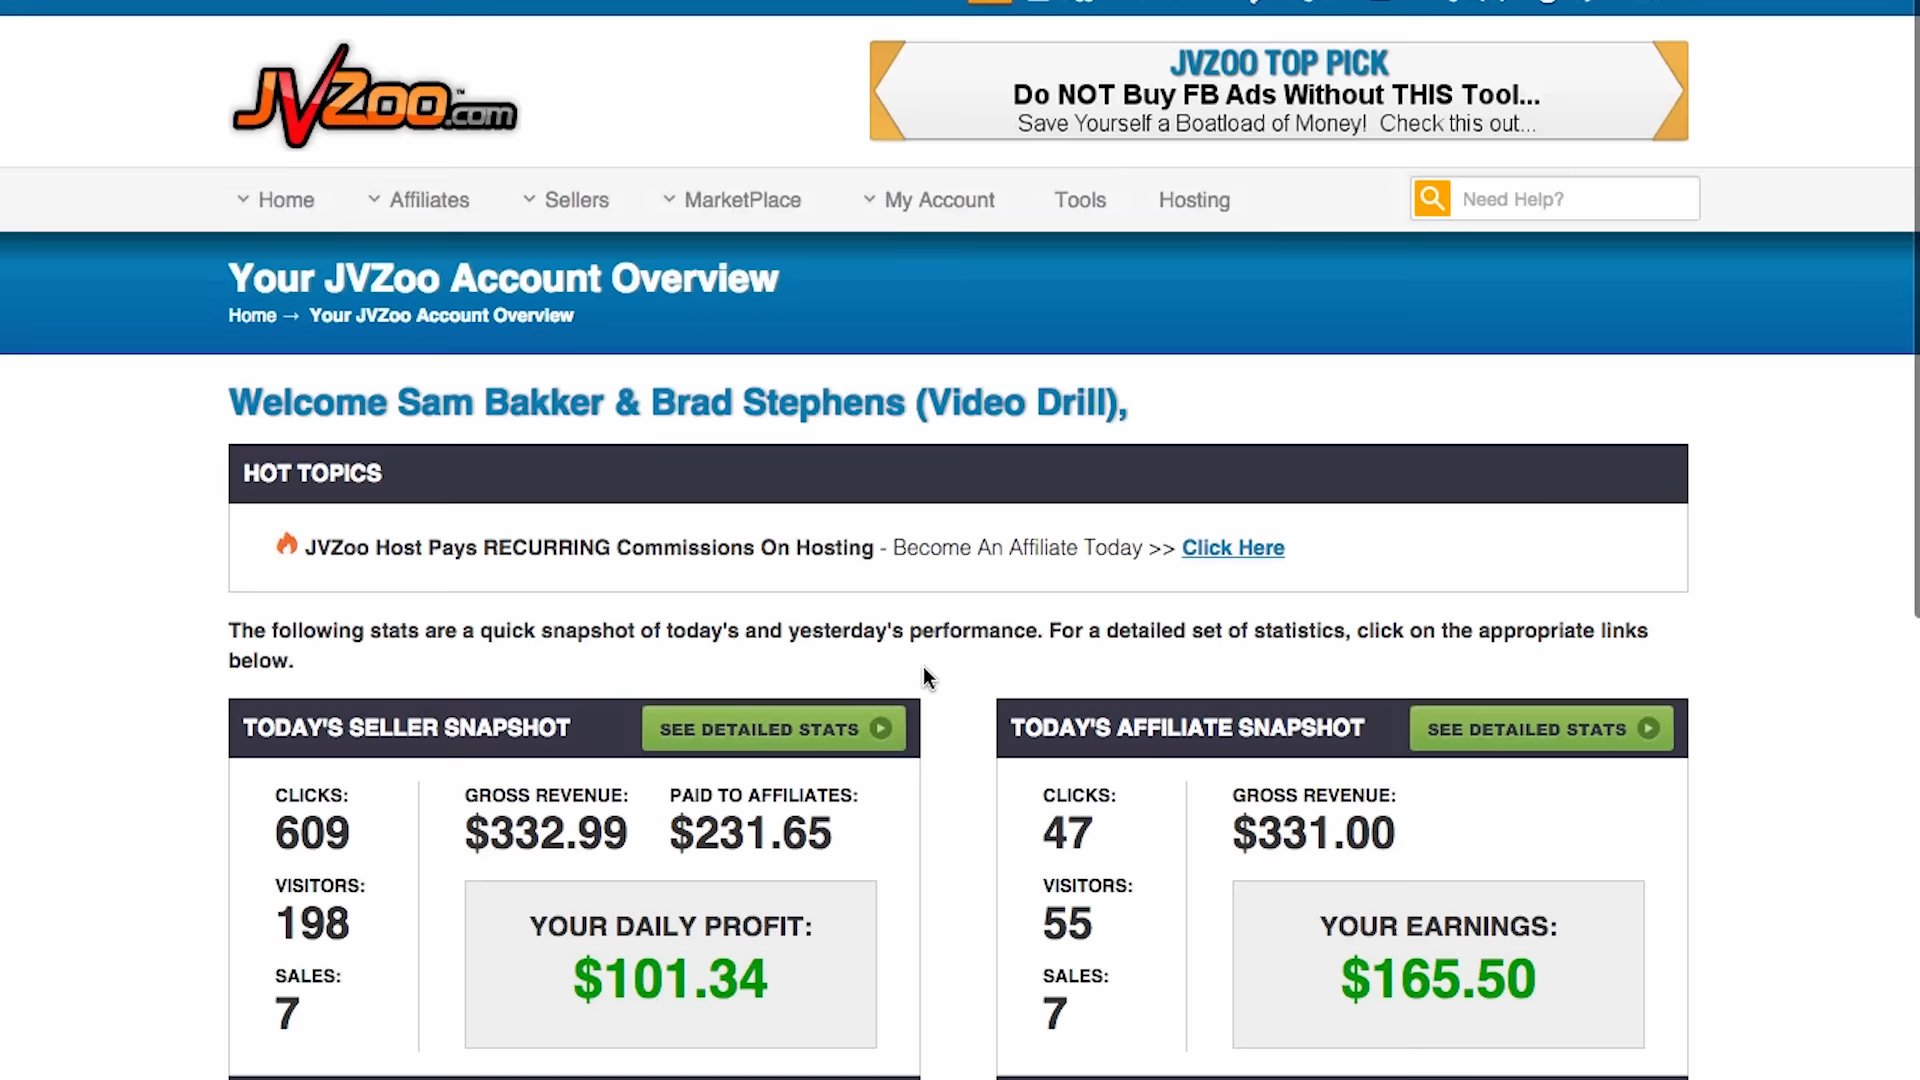 JVZoo.com™
JVZOO TOP PICK
Do NOT Buy FB Ads Without THIS Tool...
Save Yourself a Boatload of Money! Check this out...
Home Affiliates Sellers MarketPlace My Account Tools Hosting Need Help?
Your JVZoo Account Overview
Home → Your JVZoo Account Overview
Welcome Sam Bakker & Brad Stephens (Video Drill),
HOT TOPICS
JVZoo Host Pays RECURRING Commissions On Hosting - Become An Affiliate Today >> Click Here
The following stats are a quick snapshot of today's and yesterday's performance. For a detailed set of statistics, click on the appropriate links
below.
TODAY'S SELLER SNAPSHOT SEE DETAILED STATS
CLICKS: GROSS REVENUE: PAID TO AFFILIATES:
609 $332.99 $231.65
VISITORS:
198
YOUR DAILY PROFIT:
$101.34
SALES:
7
TODAY'S AFFILIATE SNAPSHOT SEE DETAILED STATS
CLICKS: GROSS REVENUE:
47 $331.00
VISITORS:
55
YOUR EARNINGS:
$165.50
SALES:
7